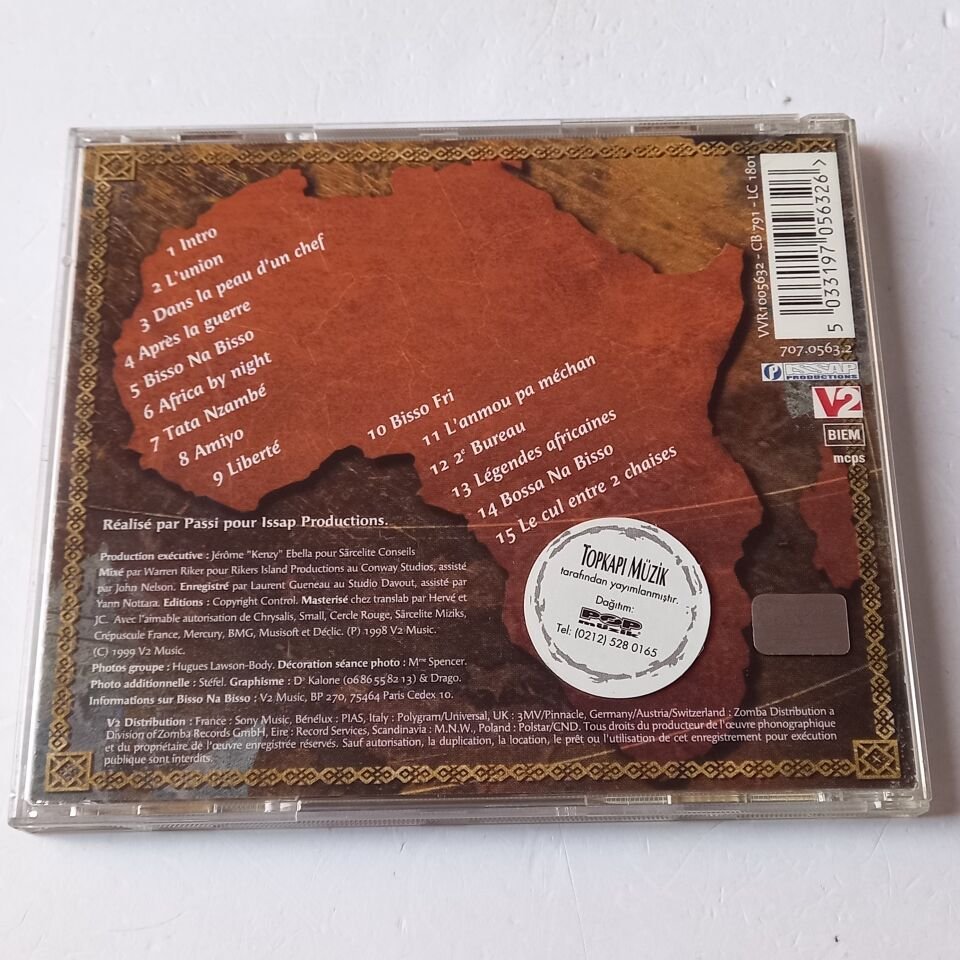 1 Intro
2 L'union
3 Dans la peau d'un chef
4 Après la guerre
5 Bisso Na Bisso
6 Africa by night
7 Tata Nzambé
8 Amiyo
9 Liberté
10 Bisso Fri
11 L'anmou pa méchan
12 2e Bureau
13 Légendes africaines
14 Bossa Na Bisso
15 Le cul entre 2 chaises
Réalisé par Passi pour Issap Productions.
Production exécutive : Jérôme "Kenzy" Ebella pour Särcelite Conseils
Mixé par Warren Riker pour Rikers Island Productions au Conway Studios, assisté
par John Nelson. Enregistré par Laurent Gueneau au Studio Davout, assisté par
Yann Nottara. Editions : Copyright Control. Masterisé chez translab par Hervé et
JC. Avec l'aimable autorisation de Chrysalis, Small, Cercle Rouge, Särcelite Miziks,
Crépuscule France, Mercury, BMG, Musisoft et Déclic. (P) 1998 V2 Music.
(C) 1999 V2 Music.
Photos groupe : Hugues Lawson-Body. Décoration séance photo : Mme Spencer.
Photo additionnelle : Stéfel. Graphisme : Dr Kalone (06 86 55 82 13) & Drago.
Informations sur Bisso Na Bisso : V2 Music, BP 270, 75464 Paris Cedex 10.
V2 Distribution : France : Sony Music, Bénélux : PIAS, Italy : Polygram/Universal, UK : 3MV/Pinnacle, Germany/Austria/Switzerland : Zomba Distribution a
Division of Zomba Records GmbH, Eire : Record Services, Scandinavia : M.N.W., Poland : Polstar/CND. Tous droits du producteur de l'œuvre phonographique
et du propriétaire de l'œuvre enregistrée réservés. Sauf autorisation, la duplication, la location, le prêt ou l'utilisation de cet enregistrement pour exécution
publique sont interdits.
TOPKAPI MÜZİK
tarafından yayımlanmıştır.
Dağıtım:
POP
MÜZİK
Tel: (0212) 528 0165
VVR1005632 - CB 791 - LC 1801
5 033197 056326 >
707.0563.2
ISSAP
PRODUCTIONS
V2
BIEM
mcps